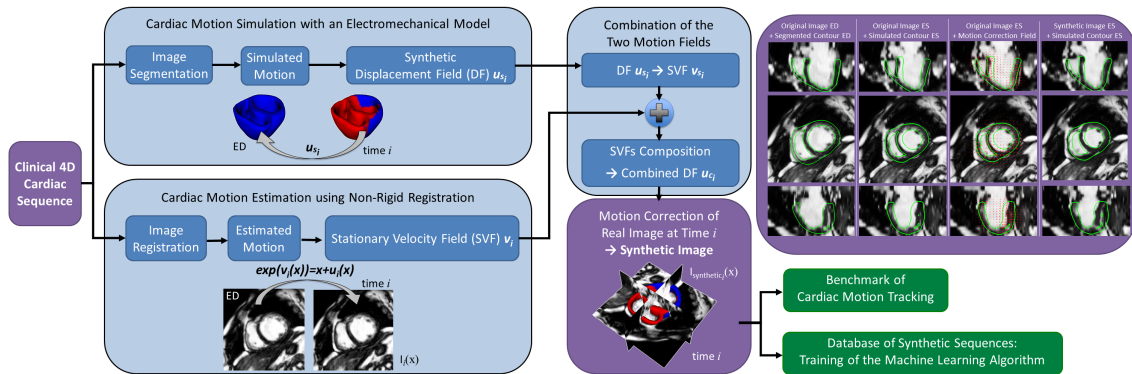 Clinical 4D
Cardiac
Sequence
Cardiac Motion Simulation with an Electromechanical Model
Image
Segmentation
Simulated
Motion
Synthetic
Displacement Field (DF) u_si
ED
u_si
time i
Cardiac Motion Estimation using Non-Rigid Registration
Image
Registration
Estimated
Motion
Stationary Velocity Field (SVF) v_i
exp(v_i(x))=x+u_i(x)
ED
time i
I_i(x)
Combination of the
Two Motion Fields
DF u_si → SVF v_si
SVFs Composition
→ Combined DF u_ci
Motion Correction of
Real Image at Time i
→ Synthetic Image
I_synthetic_i(x)
time i
Original Image ED
+ Segmented Contour ED
Original Image ES
+ Simulated Contour ES
Original Image ES
+ Motion Correction Field
Synthetic Image ES
+ Simulated Contour ES
Benchmark of
Cardiac Motion Tracking
Database of Synthetic Sequences:
Training of the Machine Learning Algorithm